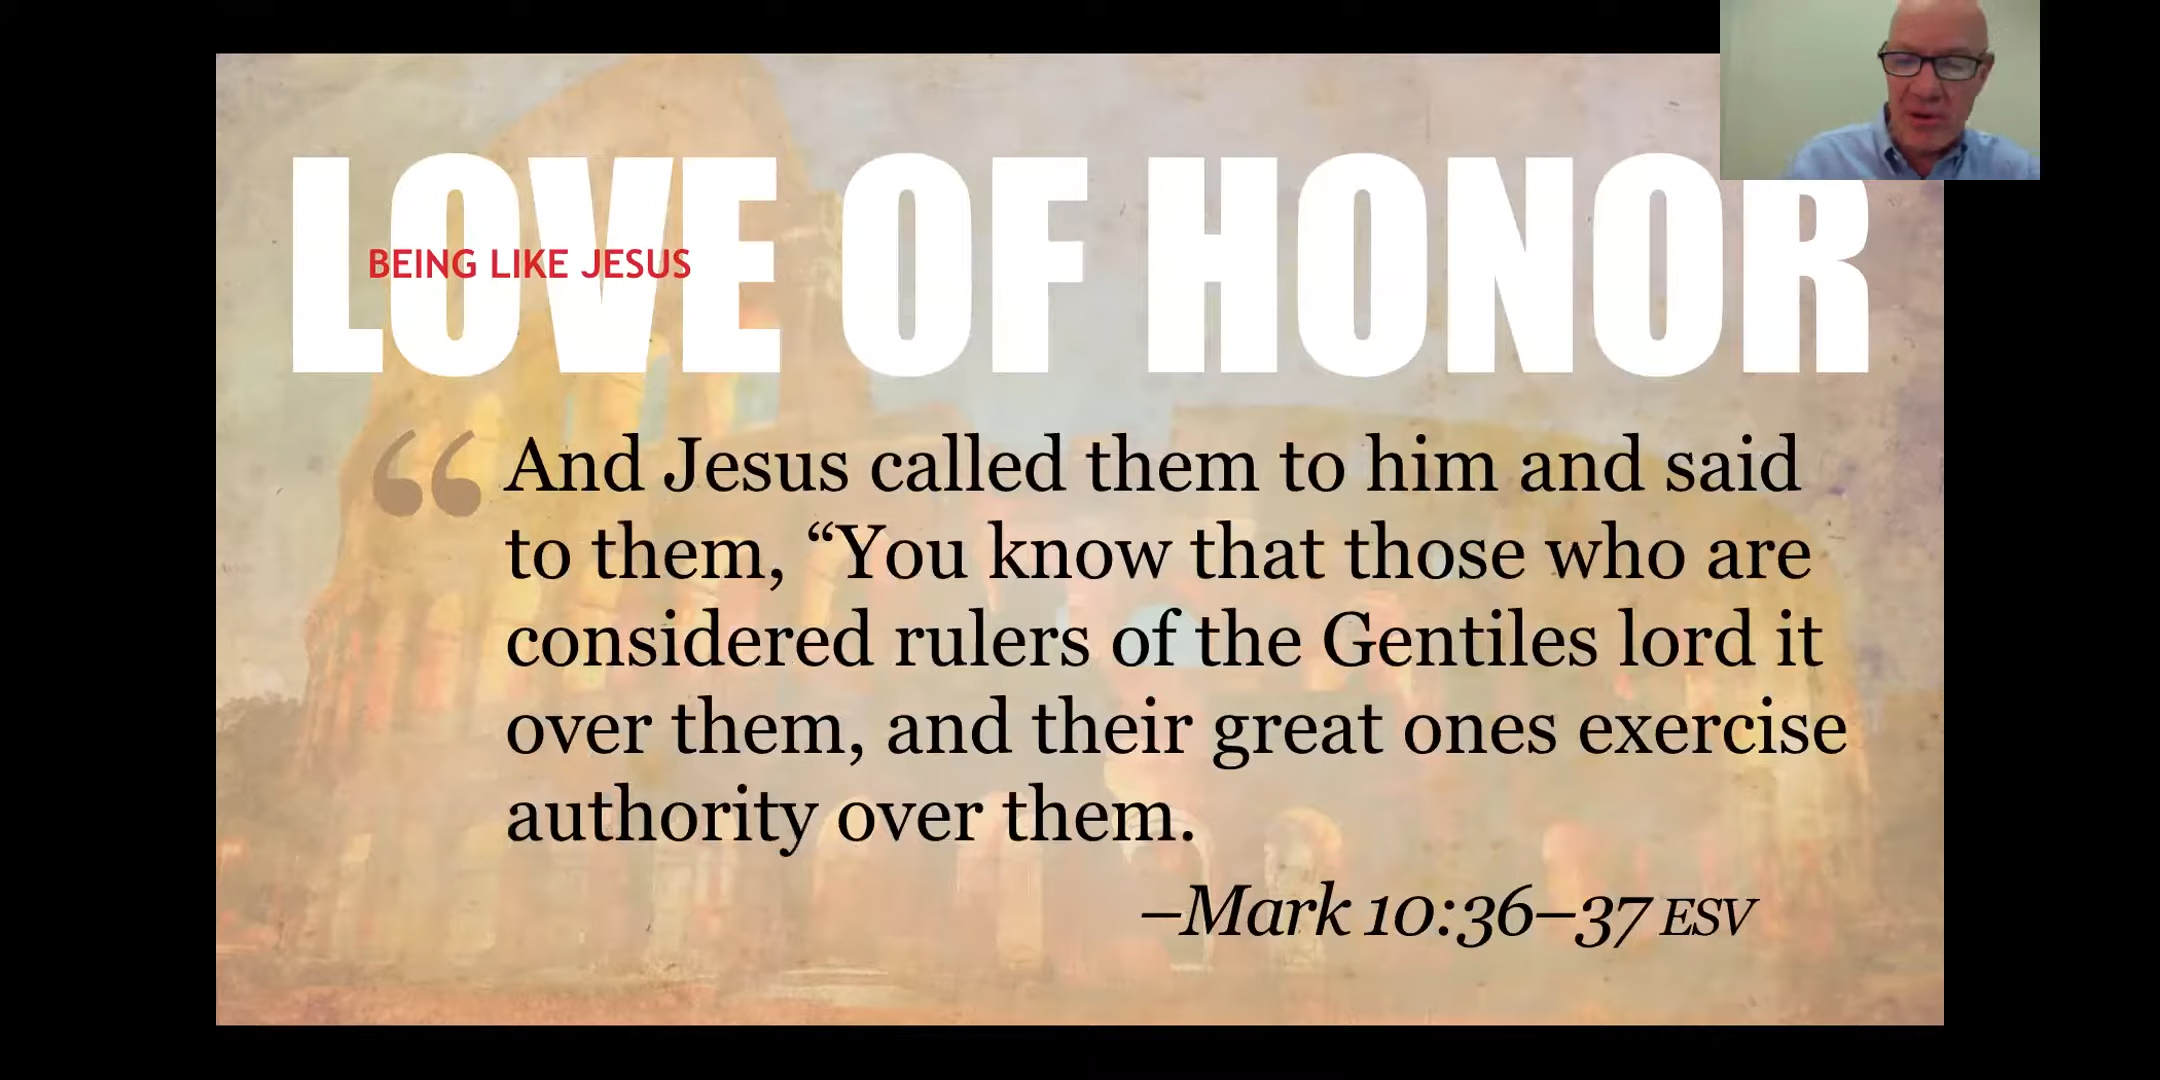 LOVE OF HONOR
BEING LIKE JESUS
“ And Jesus called them to him and said
to them, “You know that those who are
considered rulers of the Gentiles lord it
over them, and their great ones exercise
authority over them.
–Mark 10:36–37 ESV